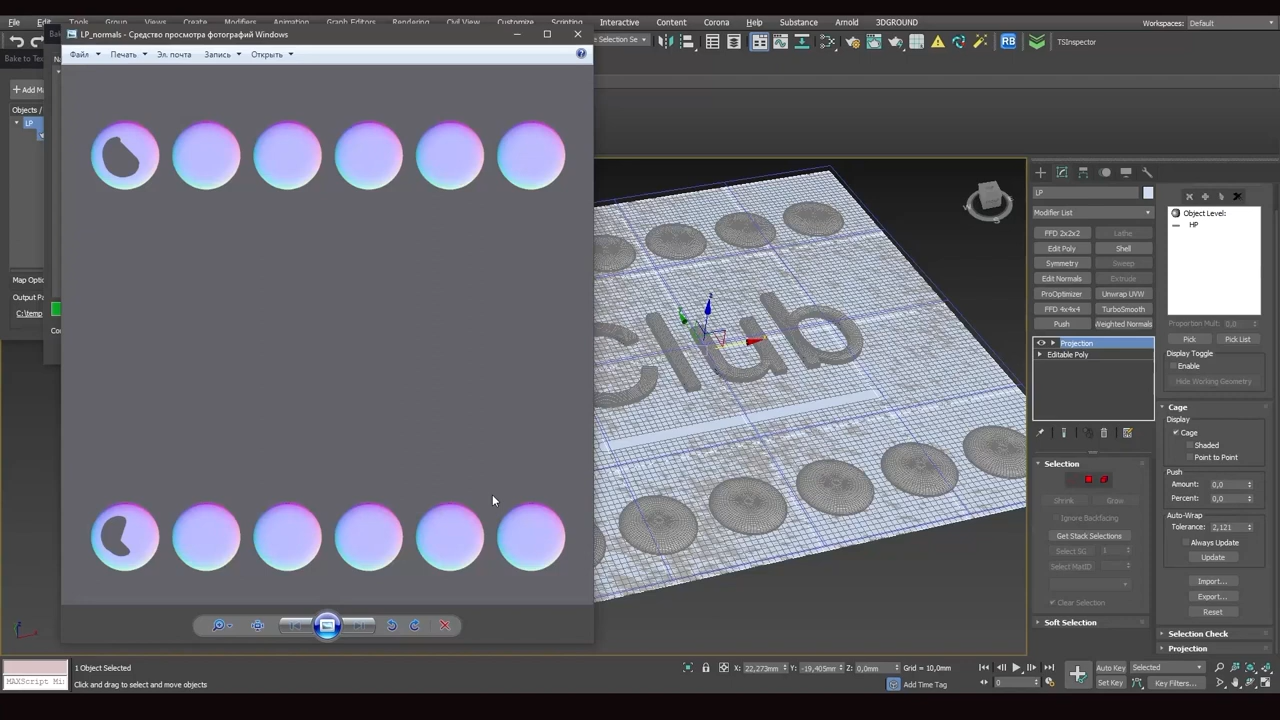 File
Tools
Group
Views
Create
Modifiers
Animation
Graph Editors
Rendering
Civil View
Customize
Scripting
Interactive
Content
Corona
Help
Substance
Arnold
3DGROUND
Workspaces: Default
LP_normals - Средство просмотра фотографий Windows
Файл
Печать
Эл. почта
Запись
Открыть
RB
TSInspector
Bake to
Objects /
LP
Map Optio
Output Pa
C:\temp
club
LP
Modifier List
FFD 2x2x2
Lathe
Edit Poly
Shell
Symmetry
Sweep
Edit Normals
Extrude
ProOptimizer
Unwrap UVW
FFD 4x4x4
TurboSmooth
Push
Weighted Normals
Projection
Editable Poly
Object Level:
HP
Proportion Mult: 0,0
Pick
Pick List
Display Toggle
Enable
Hide Working Geometry
Cage
Display
Cage
Shaded
Point to Point
Push
Amount: 0,0
Percent: 0,0
Auto-Wrap
Tolerance: 2,121
Always Update
Update
Import...
Export...
Reset
Selection Check
Projection
Selection
Shrink
Grow
Ignore Backfacing
Get Stack Selections
Select SG
1
Select MatID
Clear Selection
Soft Selection
1 Object Selected
Click and drag to select and move objects
MAXScript Mi
X: 22,273mm
Y: -19,405mm
Z: 0,0mm
Grid = 10,0mm
Add Time Tag
0
Auto Key
Selected
Set Key
Key Filters...